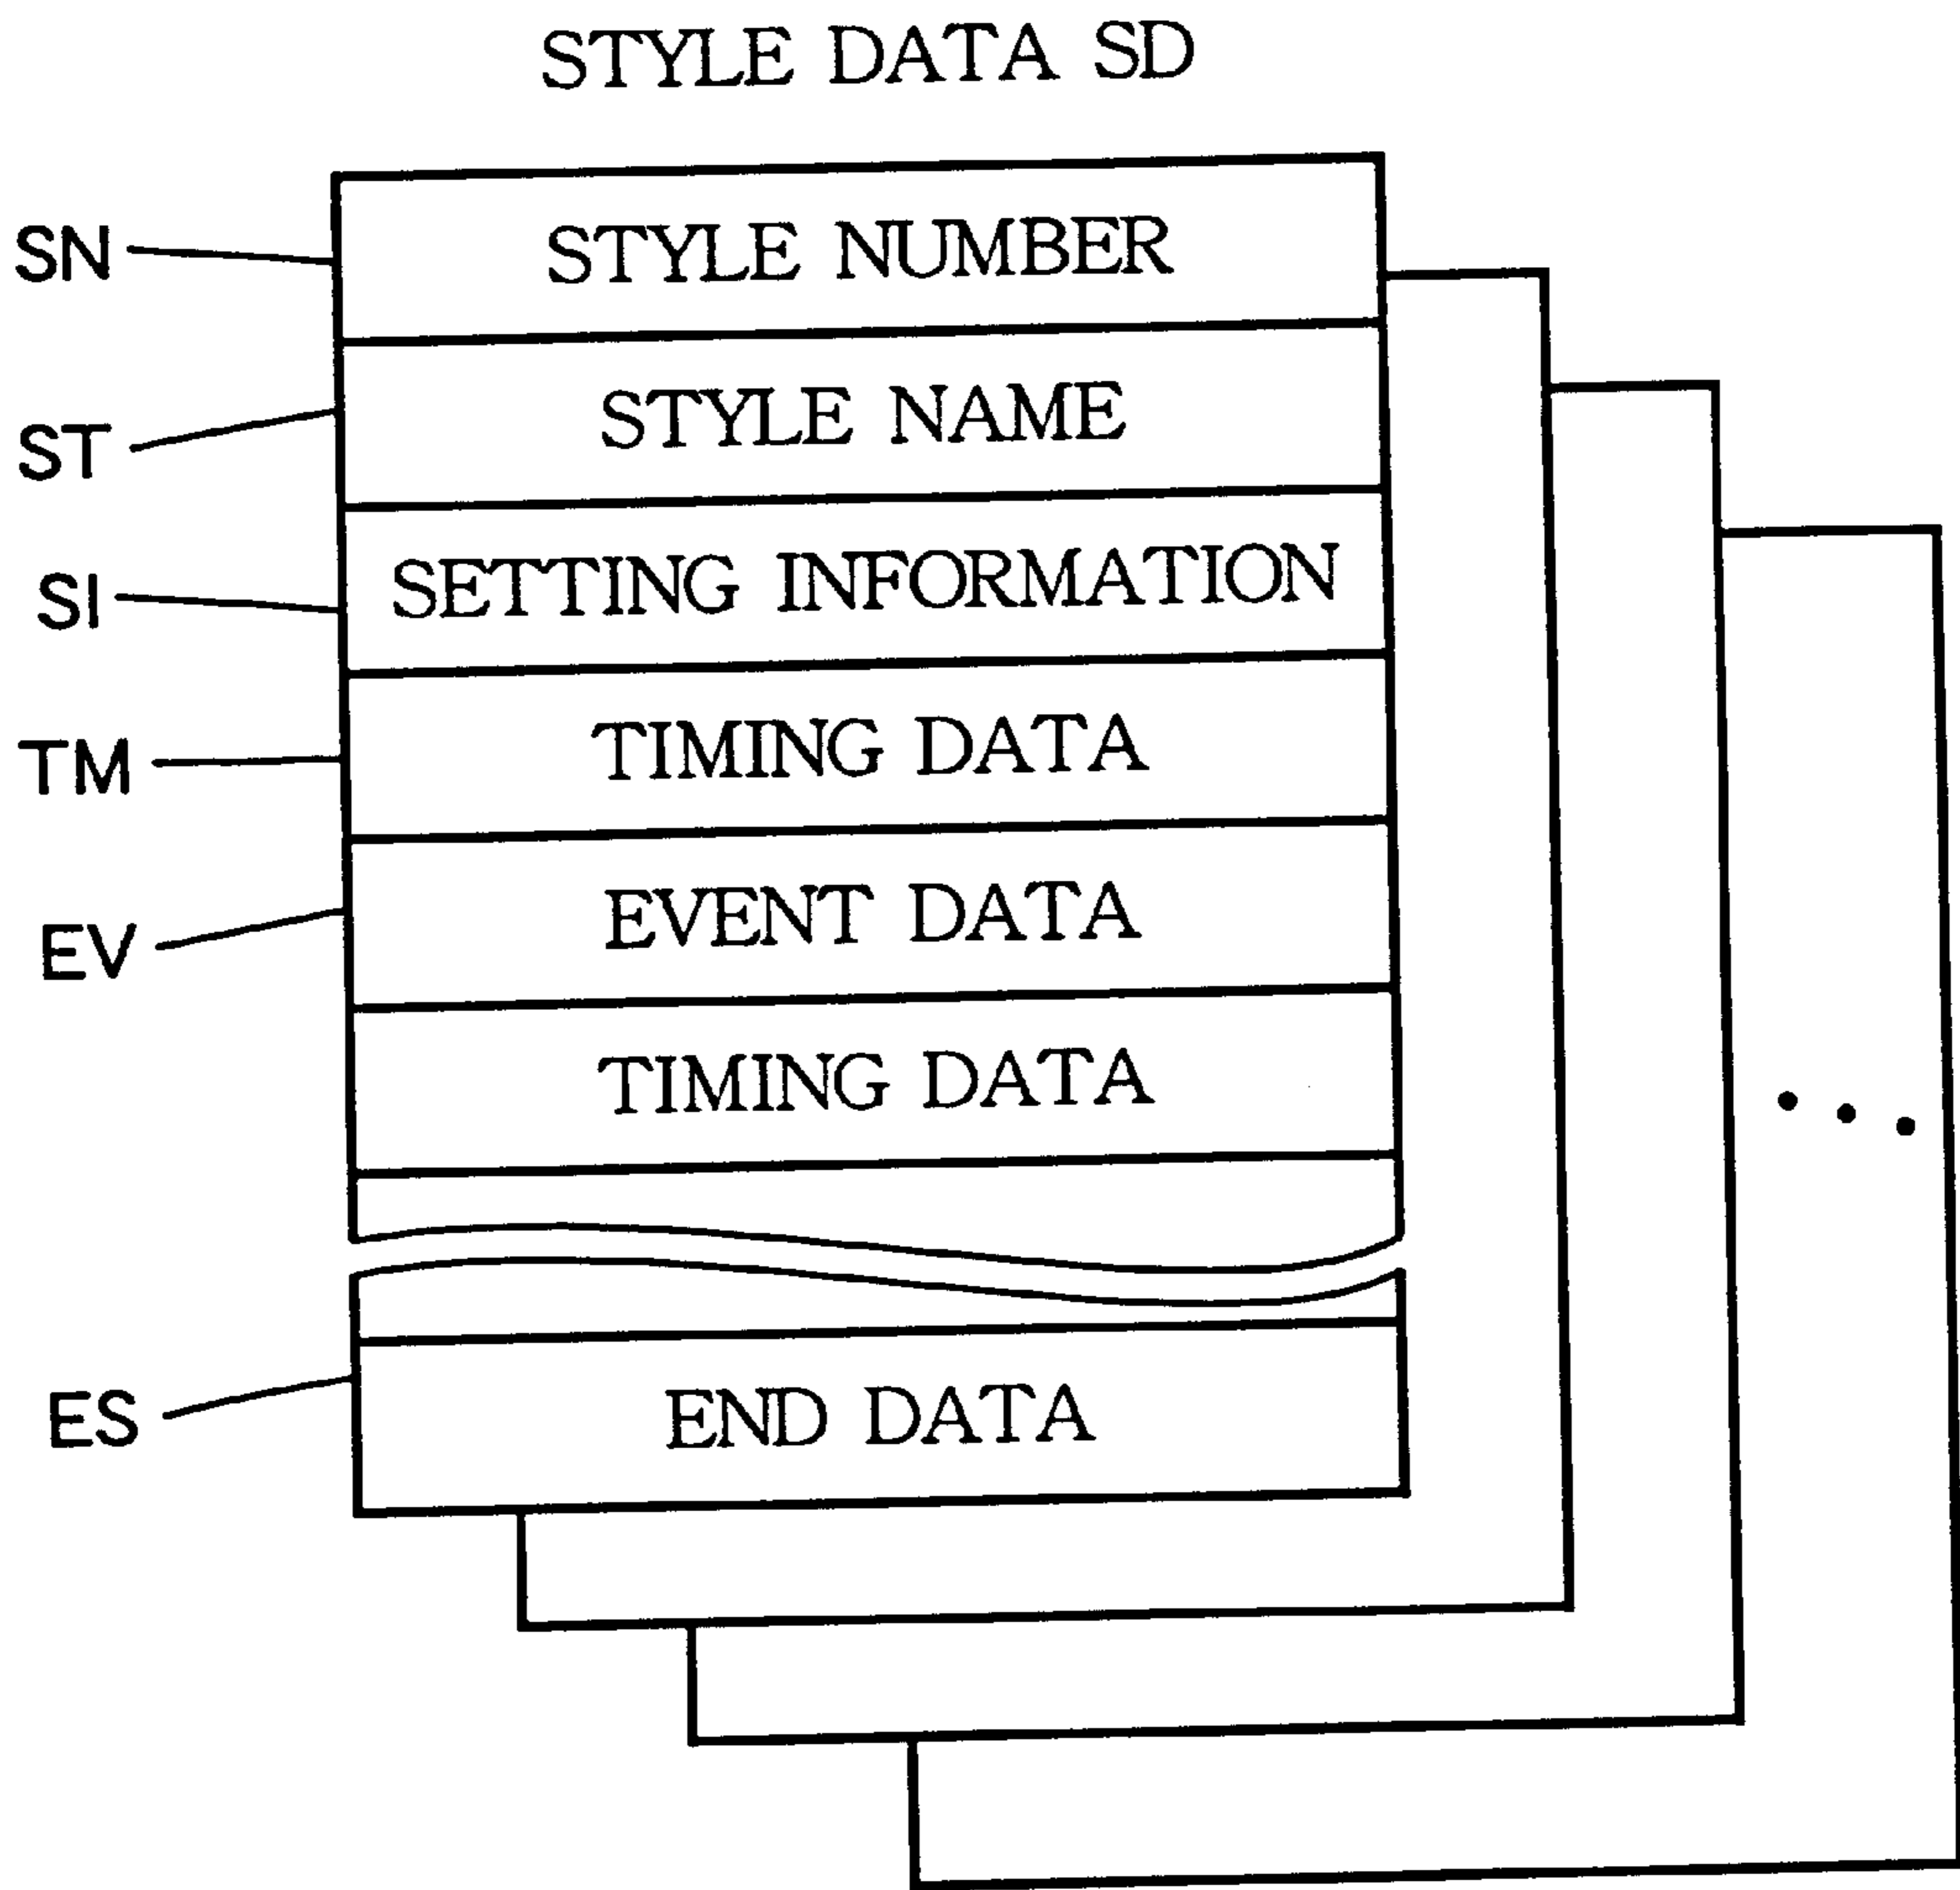 STYLE DATA SD
SN STYLE NUMBER
ST STYLE NAME
SI SETTING INFORMATION
TM TIMING DATA
EV EVENT DATA
TIMING DATA
ES END DATA